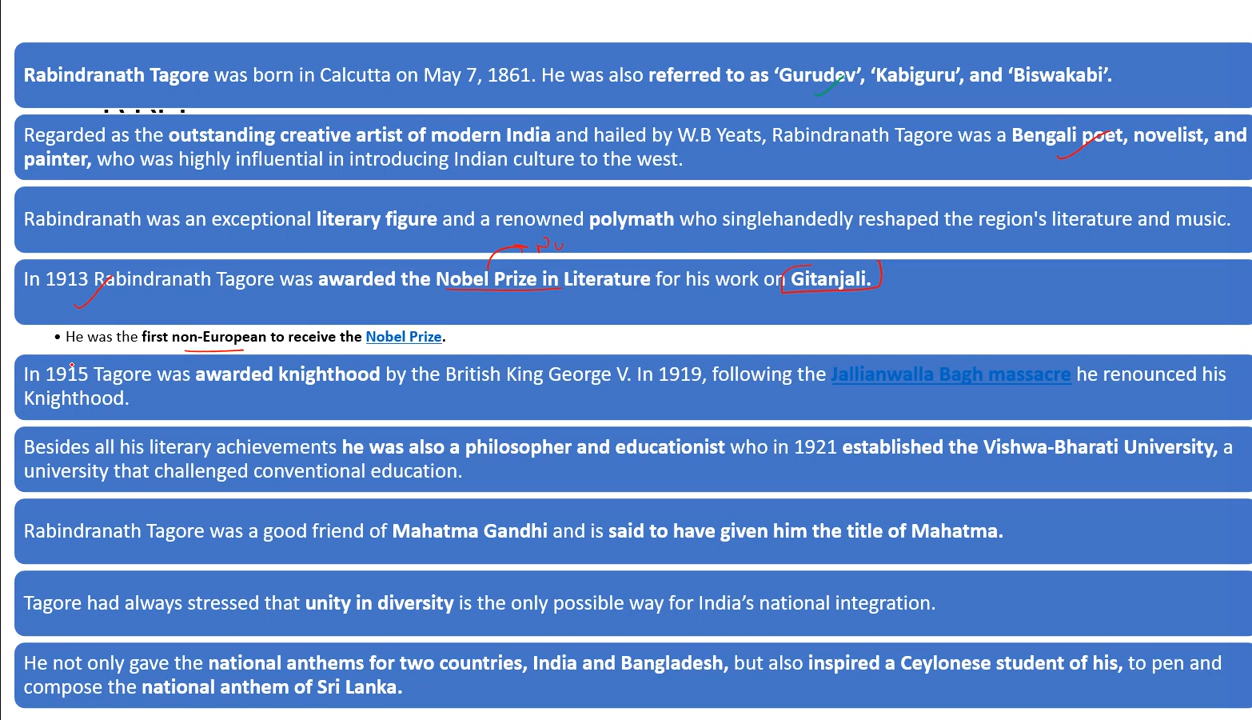 Rabindranath Tagore was born in Calcutta on May 7, 1861. He was also referred to as ‘Gurudev’, ‘Kabiguru’, and ‘Biswakabi’.
Regarded as the outstanding creative artist of modern India and hailed by W.B Yeats, Rabindranath Tagore was a Bengali poet, novelist, and
painter, who was highly influential in introducing Indian culture to the west.
Rabindranath was an exceptional literary figure and a renowned polymath who singlehandedly reshaped the region's literature and music.
In 1913 Rabindranath Tagore was awarded the Nobel Prize in Literature for his work on Gitanjali.
• He was the first non-European to receive the Nobel Prize.
In 1915 Tagore was awarded knighthood by the British King George V. In 1919, following the Jallianwalla Bagh massacre he renounced his
Knighthood.
Besides all his literary achievements he was also a philosopher and educationist who in 1921 established the Vishwa-Bharati University, a
university that challenged conventional education.
Rabindranath Tagore was a good friend of Mahatma Gandhi and is said to have given him the title of Mahatma.
Tagore had always stressed that unity in diversity is the only possible way for India’s national integration.
He not only gave the national anthems for two countries, India and Bangladesh, but also inspired a Ceylonese student of his, to pen and
compose the national anthem of Sri Lanka.